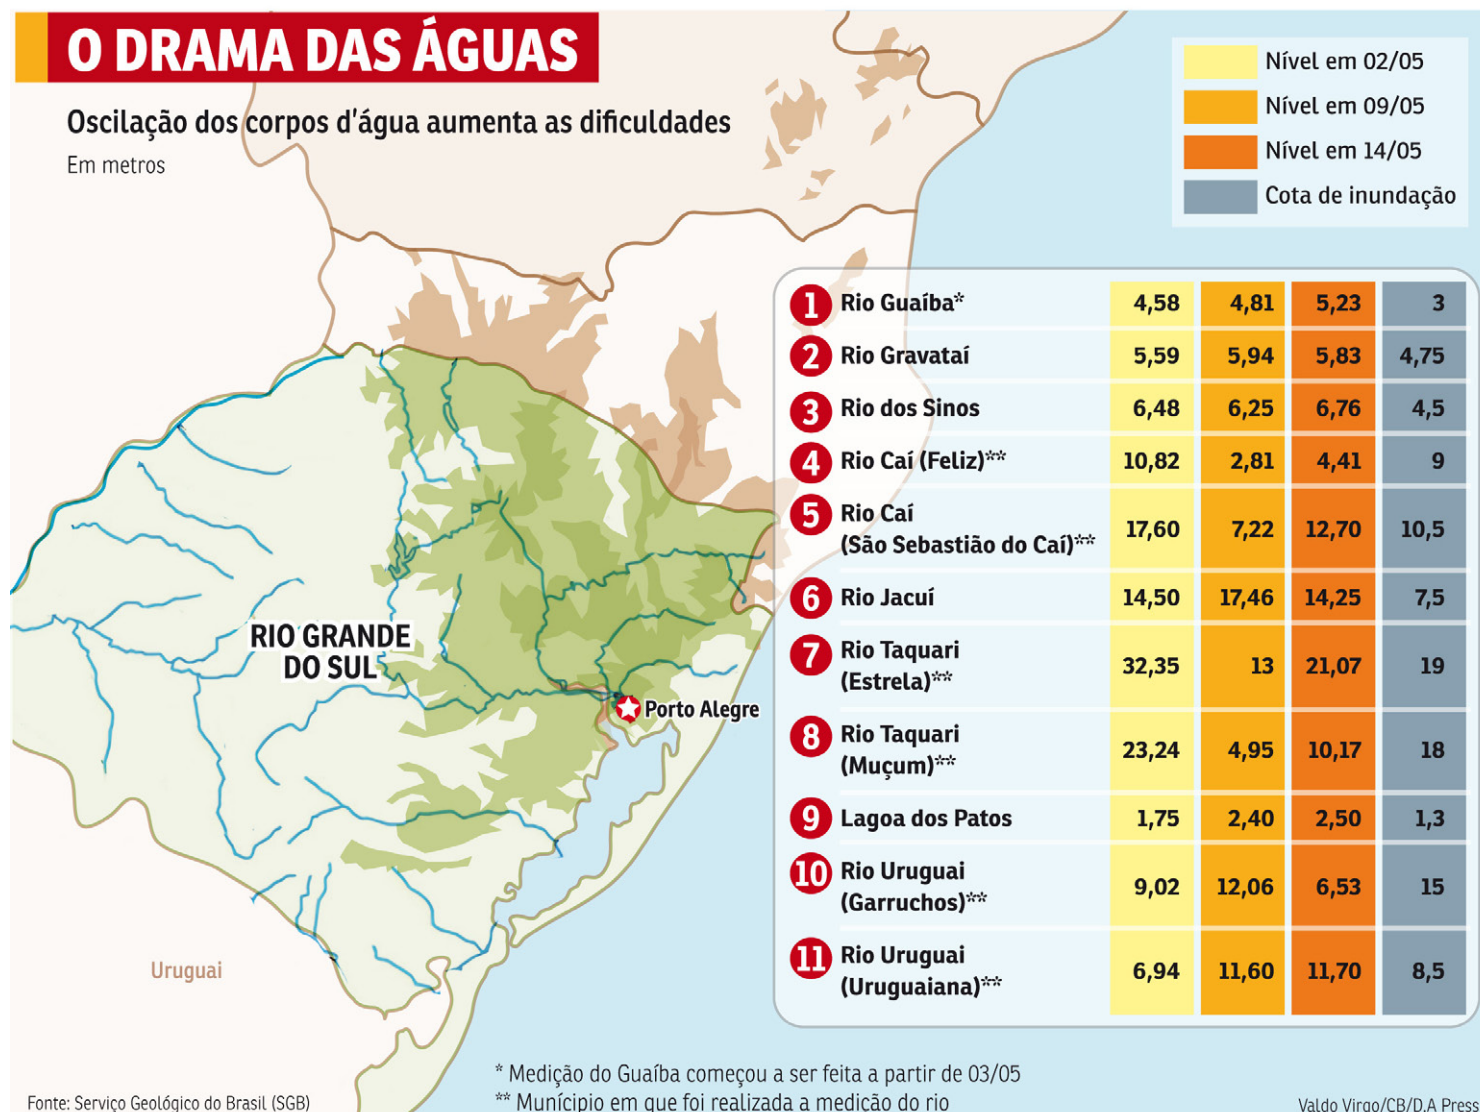 O DRAMA DAS ÁGUAS
Oscilação dos corpos d'água aumenta as dificuldades
Em metros
Nível em 02/05
Nível em 09/05
Nível em 14/05
Cota de inundação
1 Rio Guaíba* 4,58 4,81 5,23 3
2 Rio Gravataí 5,59 5,94 5,83 4,75
3 Rio dos Sinos 6,48 6,25 6,76 4,5
4 Rio Caí (Feliz)** 10,82 2,81 4,41 9
5 Rio Caí
(São Sebastião do Caí)** 17,60 7,22 12,70 10,5
6 Rio Jacuí 14,50 17,46 14,25 7,5
7 Rio Taquari
(Estrela)** 32,35 13 21,07 19
8 Rio Taquari
(Muçum)** 23,24 4,95 10,17 18
9 Lagoa dos Patos 1,75 2,40 2,50 1,3
10 Rio Uruguai
(Garruchos)** 9,02 12,06 6,53 15
11 Rio Uruguai
(Uruguaiana)** 6,94 11,60 11,70 8,5
RIO GRANDE
DO SUL
Porto Alegre
Uruguai
* Medição do Guaíba começou a ser feita a partir de 03/05
** Munícipio em que foi realizada a medição do rio
Fonte: Serviço Geológico do Brasil (SGB)
Valdo Virgo/CB/D.A Press